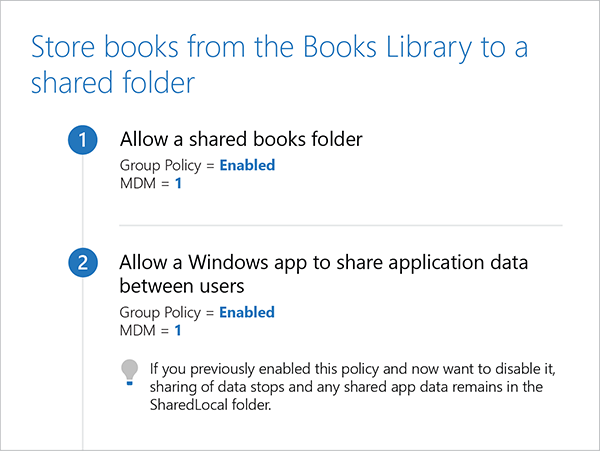 Store books from the Books Library to a
shared folder
1
Allow a shared books folder
Group Policy = Enabled
MDM = 1
2
Allow a Windows app to share application data
between users
Group Policy = Enabled
MDM = 1
If you previously enabled this policy and now want to disable it,
sharing of data stops and any shared app data remains in the
SharedLocal folder.